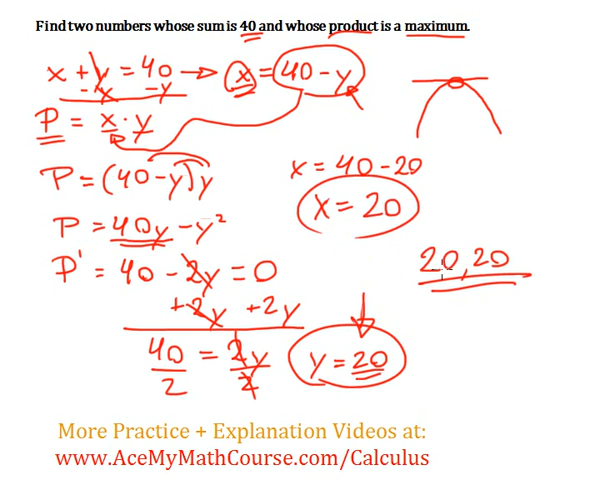 Find two numbers whose sum is 40 and whose product is a maximum.
x + y = 40 → x = 40 - y
-y -y
P = x · y
P = (40 - y)y
x = 40 - 20
P = 40y - y²
x = 20
P' = 40 - 2y = 0
20, 20
+2y +2y
40/2 = 2y/2
y = 20
More Practice + Explanation Videos at:
www.AceMyMathCourse.com/Calculus